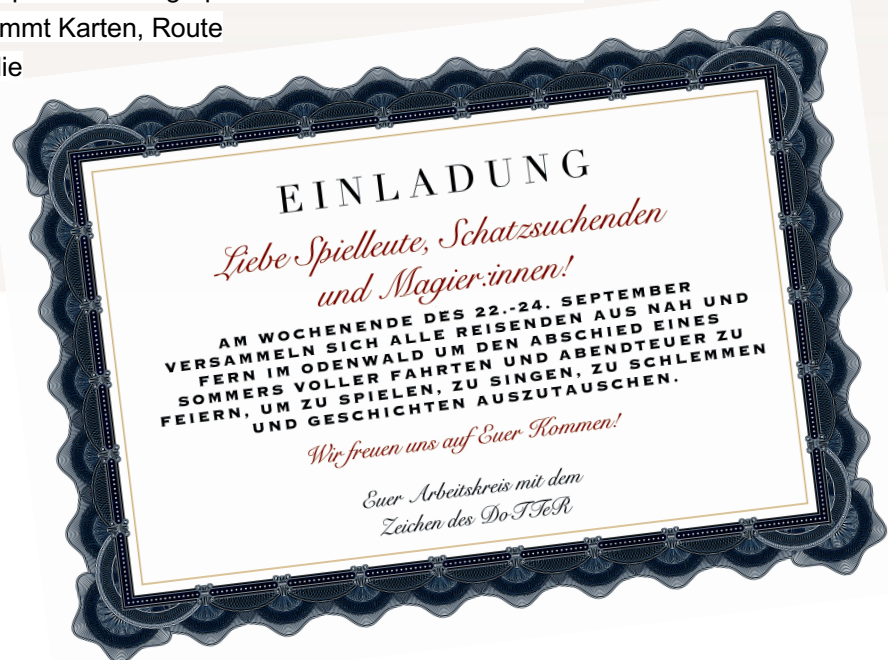 mmt Karten, Route
lie
EINLADUNG
Liebe Spielleute, Schatzsuchenden
und Magier:innen!
AM WOCHENENDE DES 22.-24. SEPTEMBER
VERSAMMELN SICH ALLE REISENDEN AUS NAH UND
FERN IM ODENWALD UM DEN ABSCHIED EINES
SOMMERS VOLLER FAHRTEN UND ABENDTEUER ZU
FEIERN, UM ZU SPIELEN, ZU SINGEN, ZU SCHLEMMEN
UND GESCHICHTEN AUSZUTAUSCHEN.
Wir freuen uns auf Euer Kommen!
Euer Arbeitskreis mit dem
Zeichen des DoTTeR